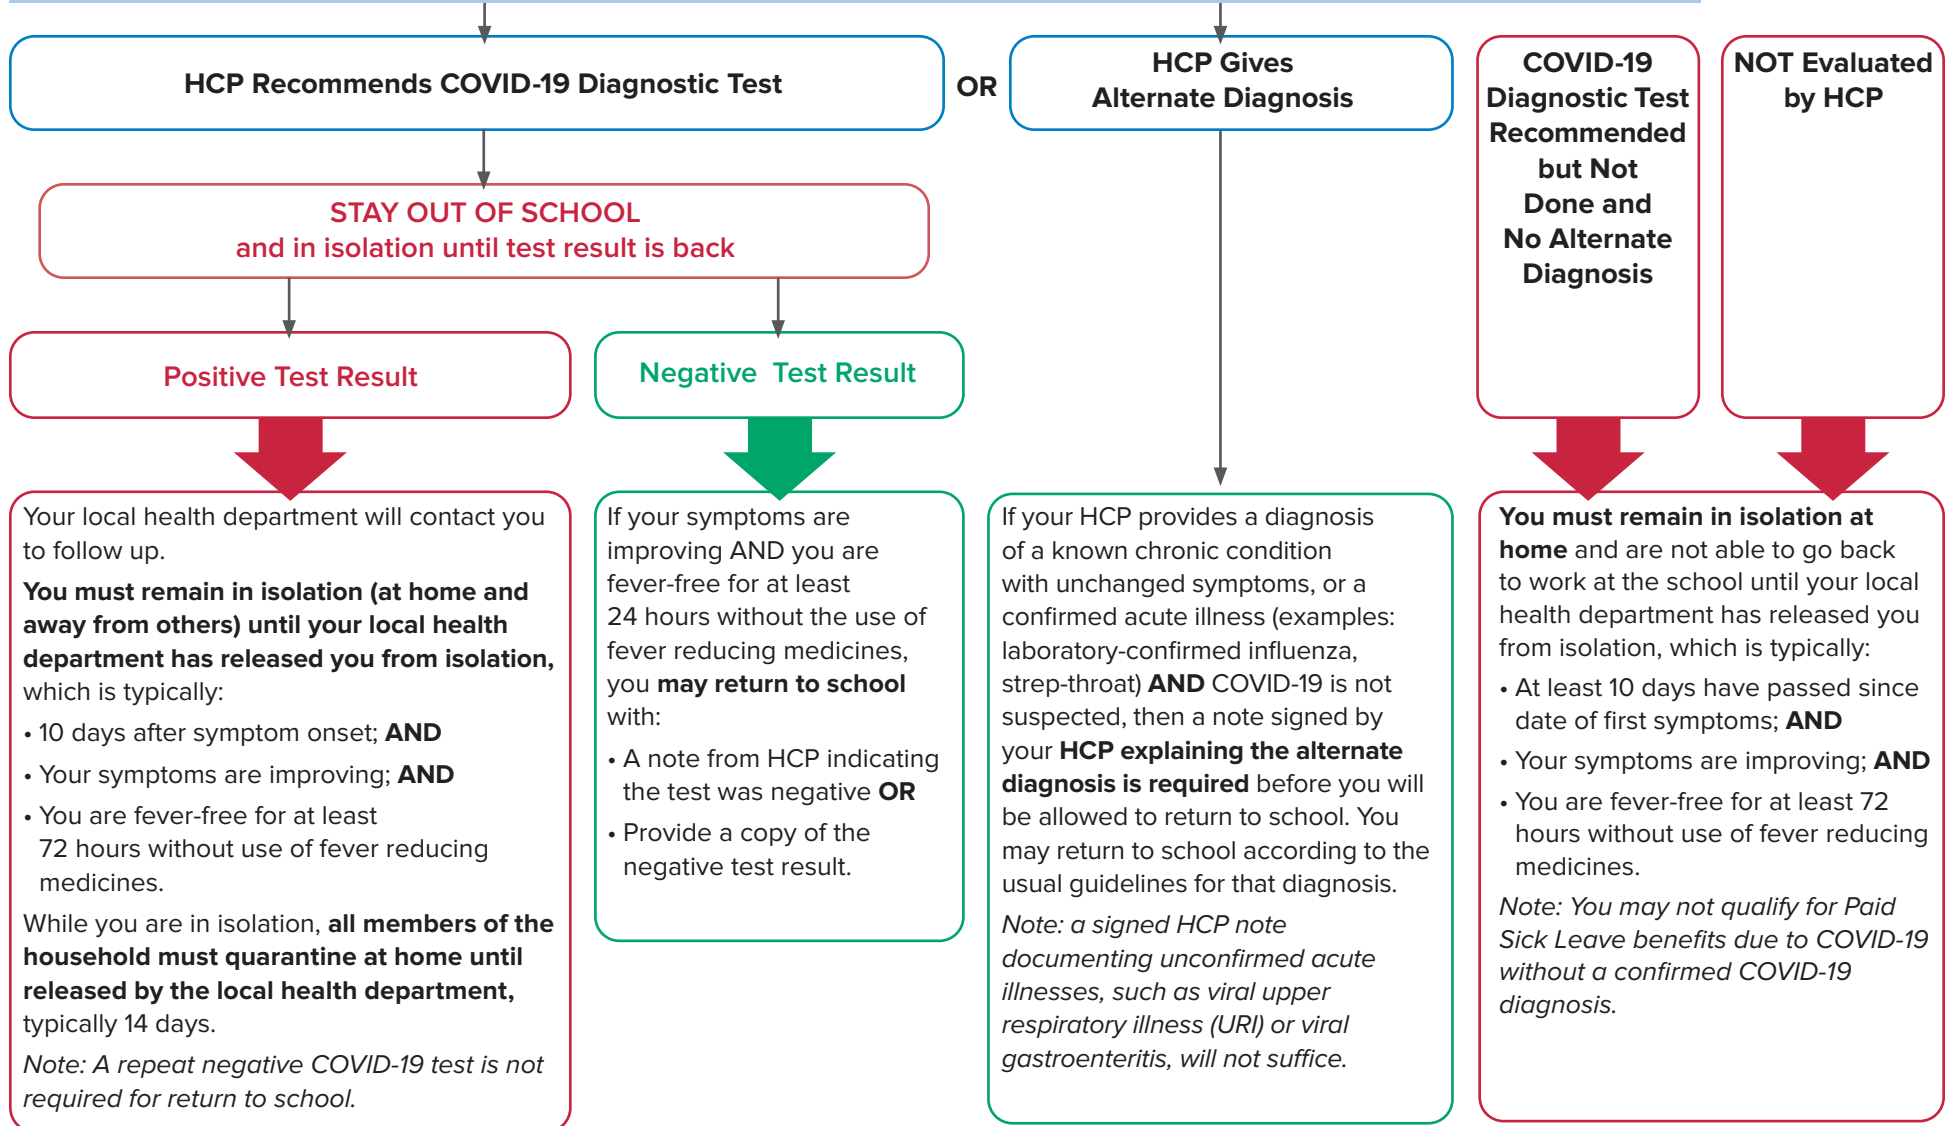 HCP Recommends COVID-19 Diagnostic Test
OR
HCP Gives
Alternate Diagnosis
COVID-19
Diagnostic Test
Recommended
but Not
Done and
No Alternate
Diagnosis
NOT Evaluated
by HCP
STAY OUT OF SCHOOL
and in isolation until test result is back
Positive Test Result
Negative Test Result
Your local health department will contact you
to follow up.
You must remain in isolation (at home and
away from others) until your local health
department has released you from isolation,
which is typically:
• 10 days after symptom onset; AND
• Your symptoms are improving; AND
• You are fever-free for at least
72 hours without use of fever reducing
medicines.
While you are in isolation, all members of the
household must quarantine at home until
released by the local health department,
typically 14 days.
Note: A repeat negative COVID-19 test is not
required for return to school.
If your symptoms are
improving AND you are
fever-free for at least
24 hours without the use of
fever reducing medicines,
you may return to school
with:
• A note from HCP indicating
the test was negative OR
• Provide a copy of the
negative test result.
If your HCP provides a diagnosis
of a known chronic condition
with unchanged symptoms, or a
confirmed acute illness (examples:
laboratory-confirmed influenza,
strep-throat) AND COVID-19 is not
suspected, then a note signed by
your HCP explaining the alternate
diagnosis is required before you will
be allowed to return to school. You
may return to school according to the
usual guidelines for that diagnosis.
Note: a signed HCP note
documenting unconfirmed acute
illnesses, such as viral upper
respiratory illness (URI) or viral
gastroenteritis, will not suffice.
You must remain in isolation at
home and are not able to go back
to work at the school until your local
health department has released you
from isolation, which is typically:
• At least 10 days have passed since
date of first symptoms; AND
• Your symptoms are improving; AND
• You are fever-free for at least 72
hours without use of fever reducing
medicines.
Note: You may not qualify for Paid
Sick Leave benefits due to COVID-19
without a confirmed COVID-19
diagnosis.